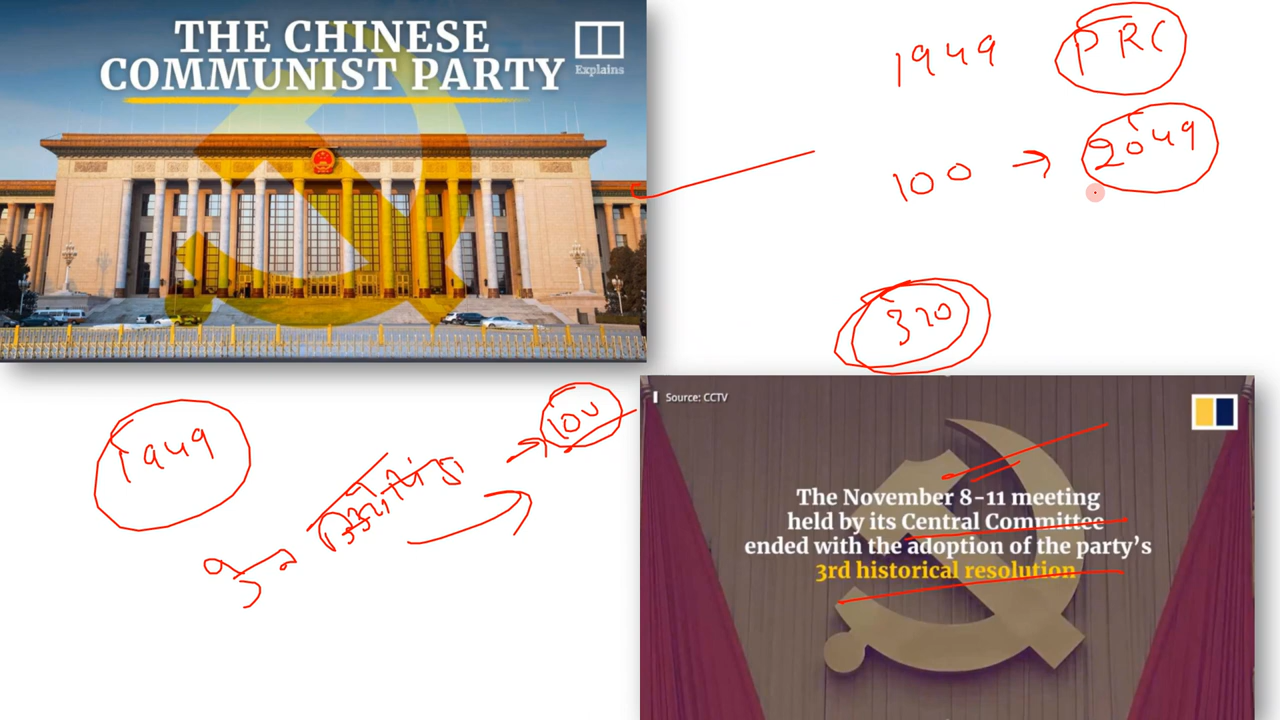 THE CHINESE
COMMUNIST PARTY
Explains
1949 PRC
100 → 2049
370
1949
100
Source: CCTV
The November 8-11 meeting
held by its Central Committee
ended with the adoption of the party’s
3rd historical resolution